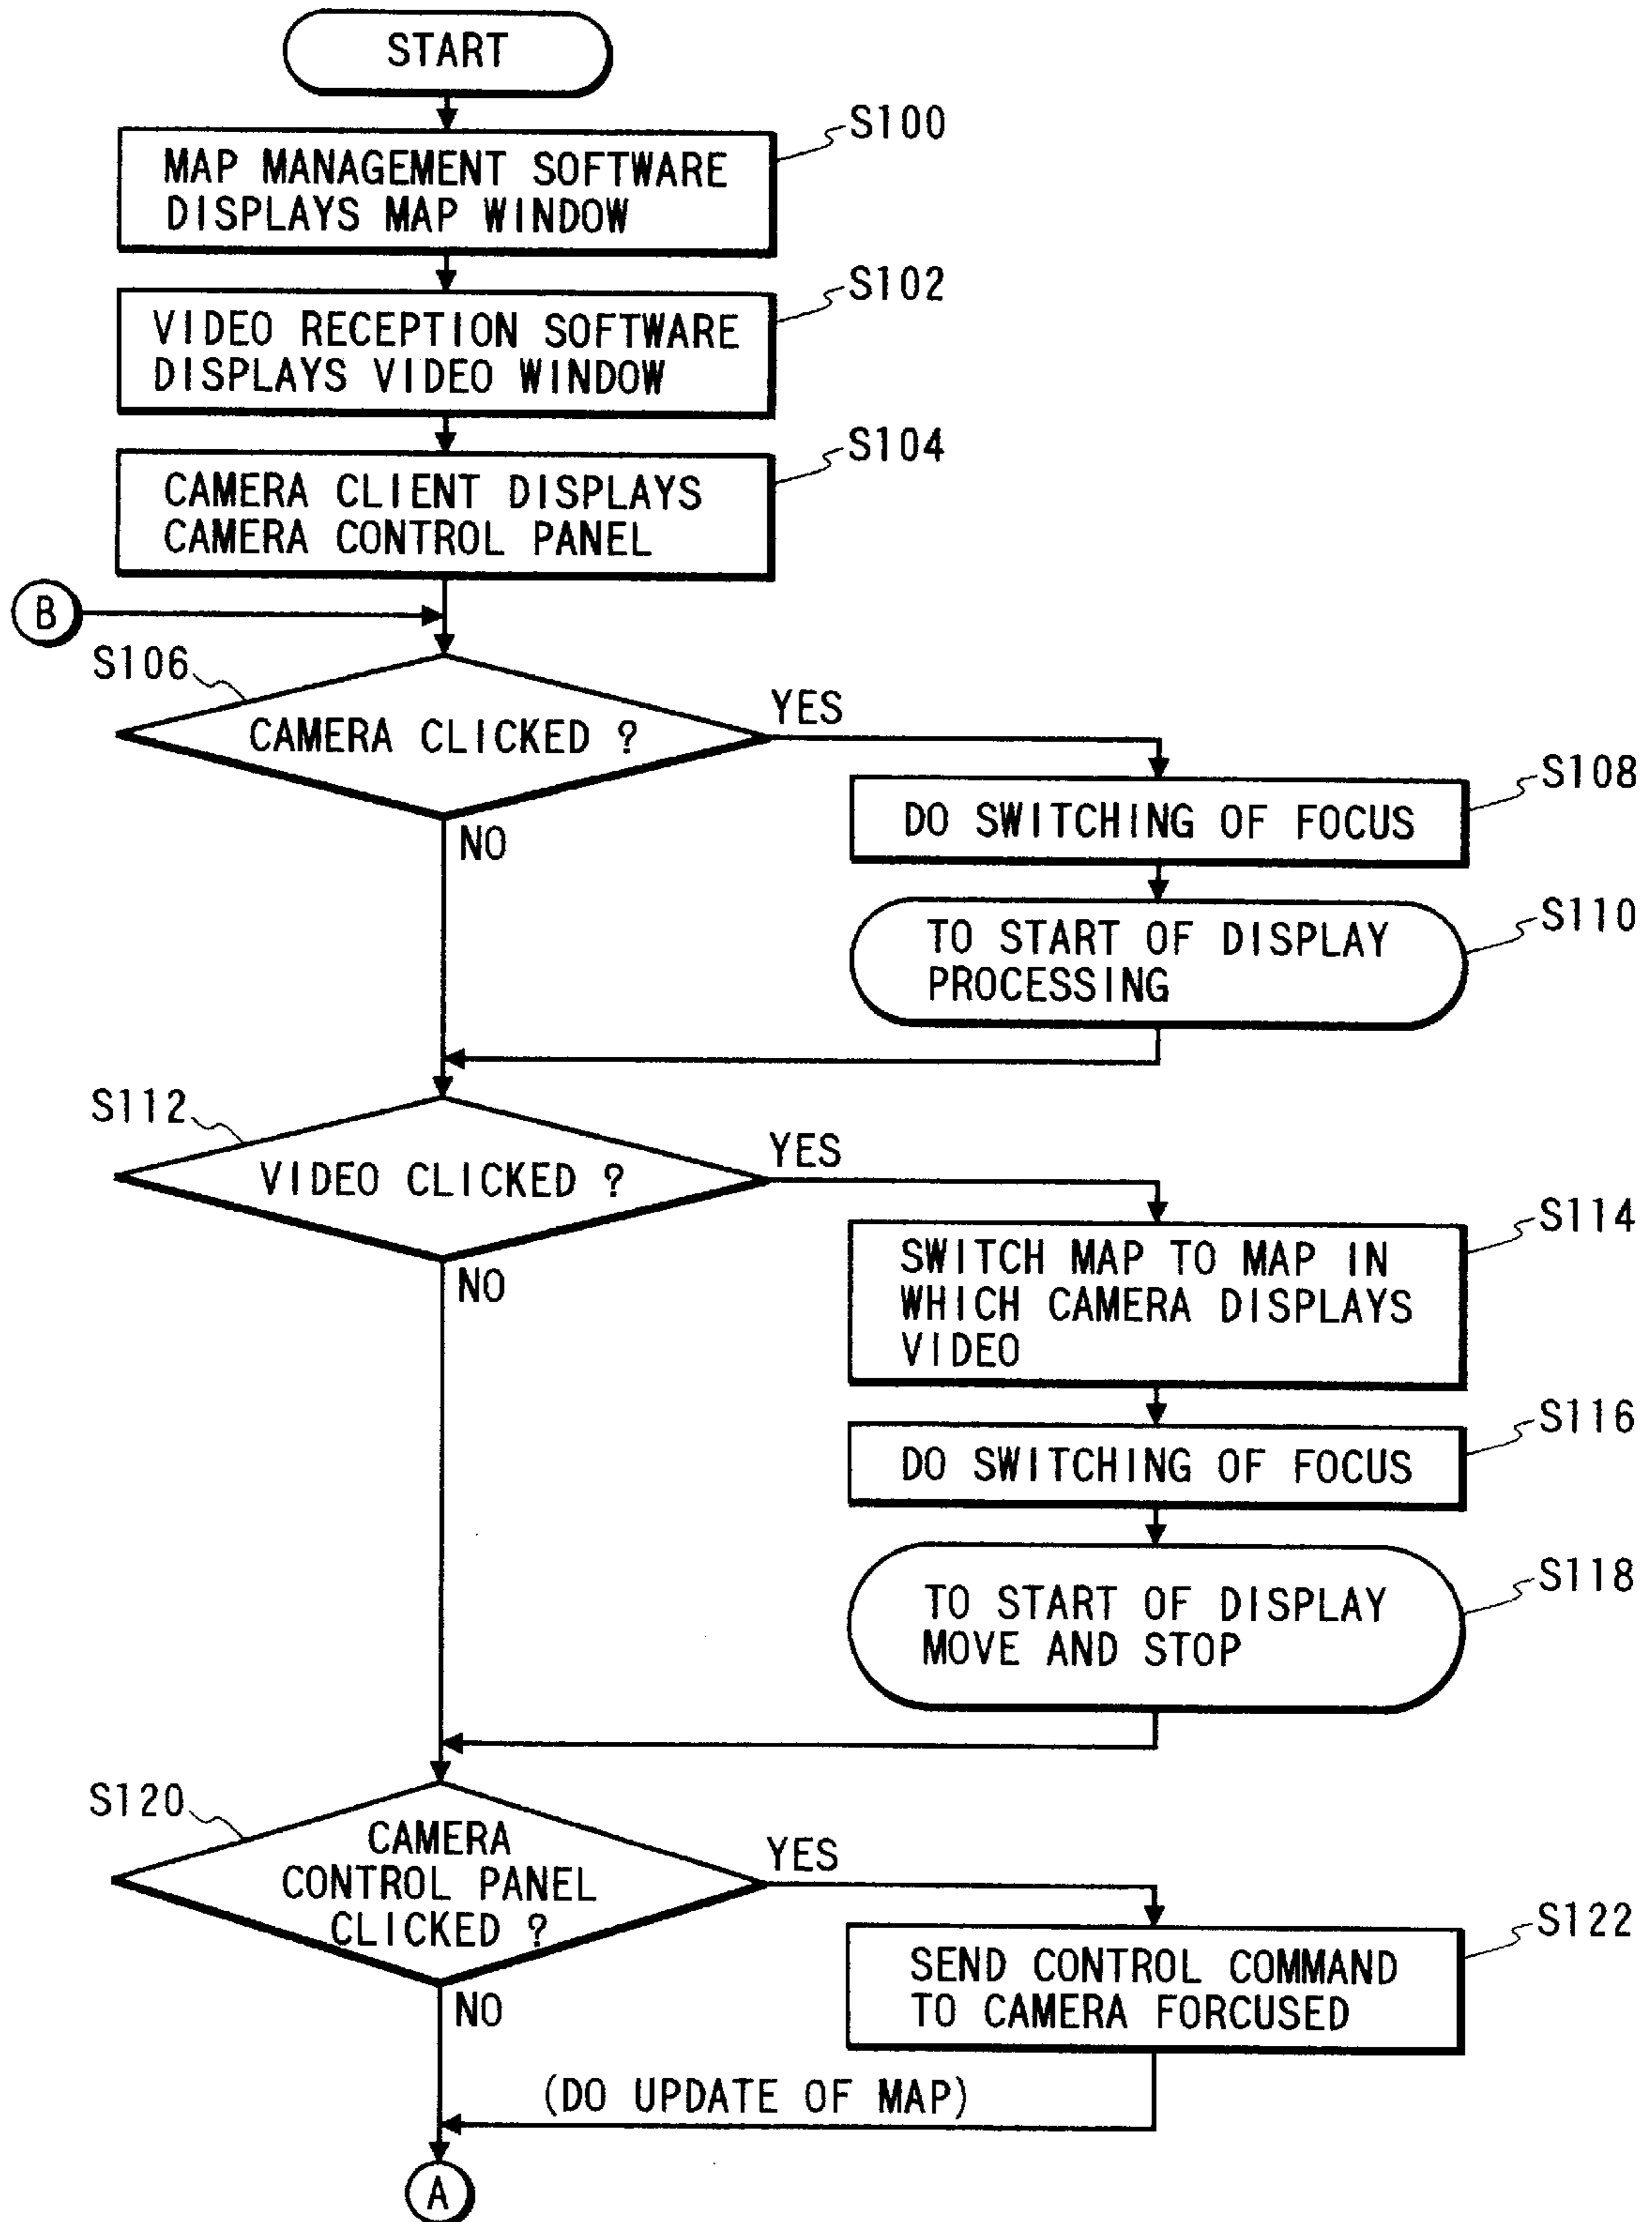 START
S100
MAP MANAGEMENT SOFTWARE
DISPLAYS MAP WINDOW
S102
VIDEO RECEPTION SOFTWARE
DISPLAYS VIDEO WINDOW
S104
CAMERA CLIENT DISPLAYS
CAMERA CONTROL PANEL
B
S106
CAMERA CLICKED ?
YES
NO
S108
DO SWITCHING OF FOCUS
S110
TO START OF DISPLAY
PROCESSING
S112
VIDEO CLICKED ?
YES
NO
S114
SWITCH MAP TO MAP IN
WHICH CAMERA DISPLAYS
VIDEO
S116
DO SWITCHING OF FOCUS
S118
TO START OF DISPLAY
MOVE AND STOP
S120
CAMERA
CONTROL PANEL
CLICKED ?
YES
NO
S122
SEND CONTROL COMMAND
TO CAMERA FORCUSED
(DO UPDATE OF MAP)
A